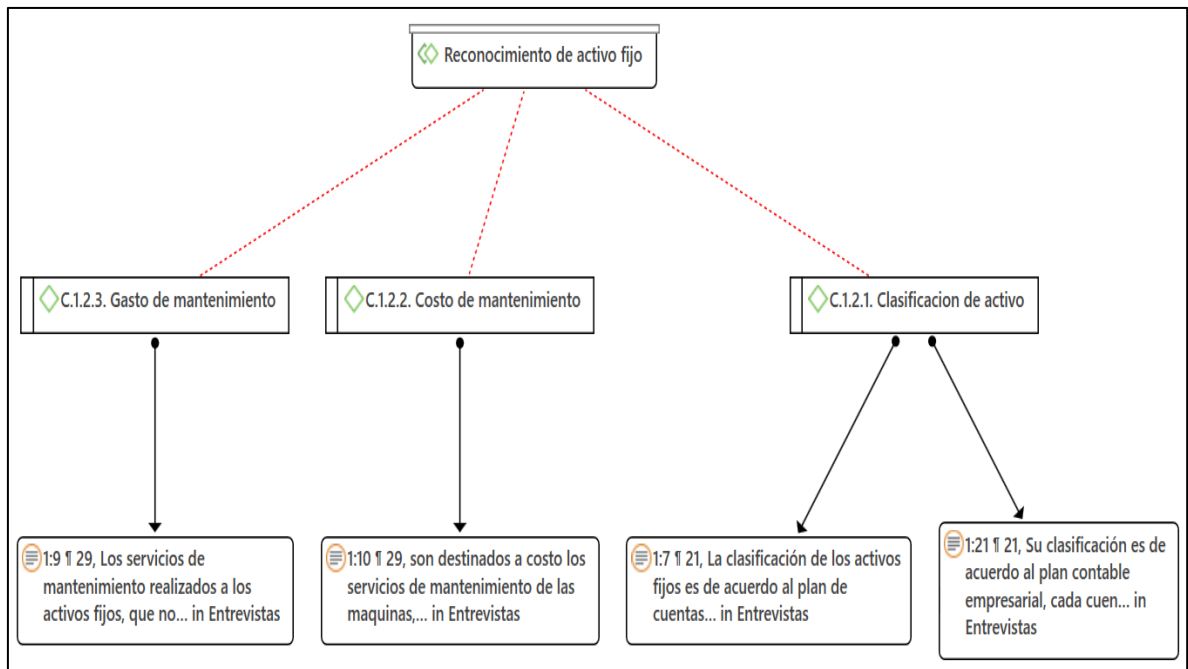 Reconocimiento de activo fijo
C.1.2.3. Gasto de mantenimiento
C.1.2.2. Costo de mantenimiento
C.1.2.1. Clasificacion de activo
1:9 ¶ 29, Los servicios de
mantenimiento realizados a los
activos fijos, que no... in Entrevistas
1:10 ¶ 29, son destinados a costo los
servicios de mantenimiento de las
maquinas,... in Entrevistas
1:7 ¶ 21, La clasificación de los activos
fijos es de acuerdo al plan de
cuentas... in Entrevistas
1:21 ¶ 21, Su clasificación es de
acuerdo al plan contable
empresarial, cada cuen... in
Entrevistas